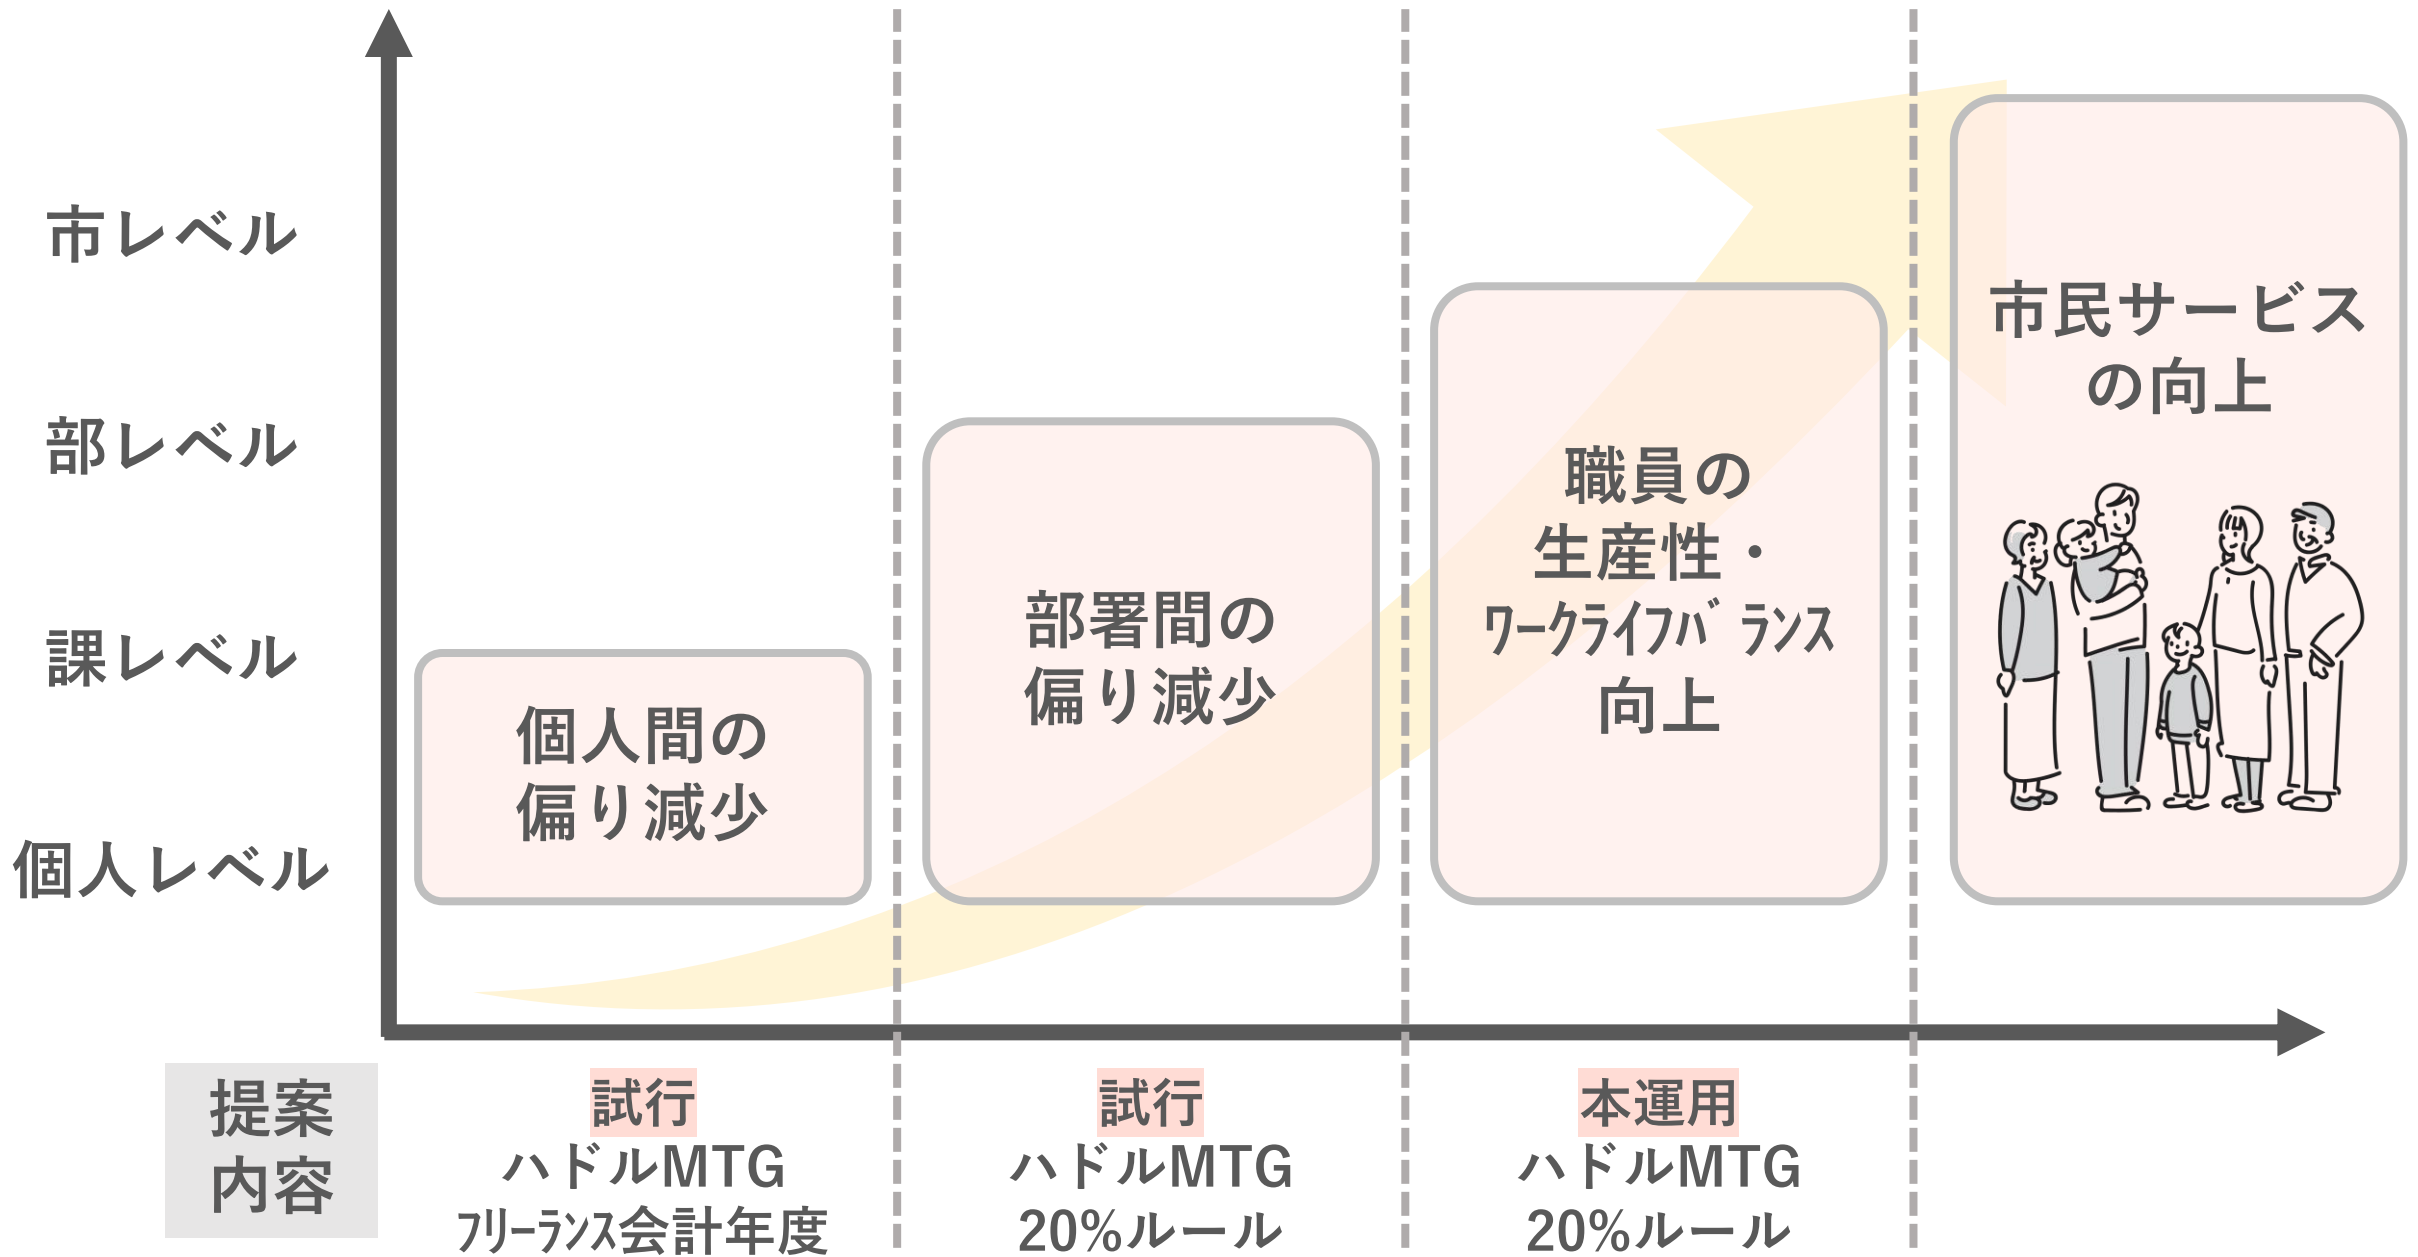 市レベル
部レベル
課レベル
個人レベル
個人間の
偏り減少
部署間の
偏り減少
職員の
生産性・
ﾜｰｸﾗｲﾌﾊﾞﾗﾝｽ
向上
市民サービス
の向上
提案
内容
試行
ハドルMTG
ﾌﾘｰﾗﾝｽ会計年度
試行
ハドルMTG
20%ルール
本運用
ハドルMTG
20%ルール